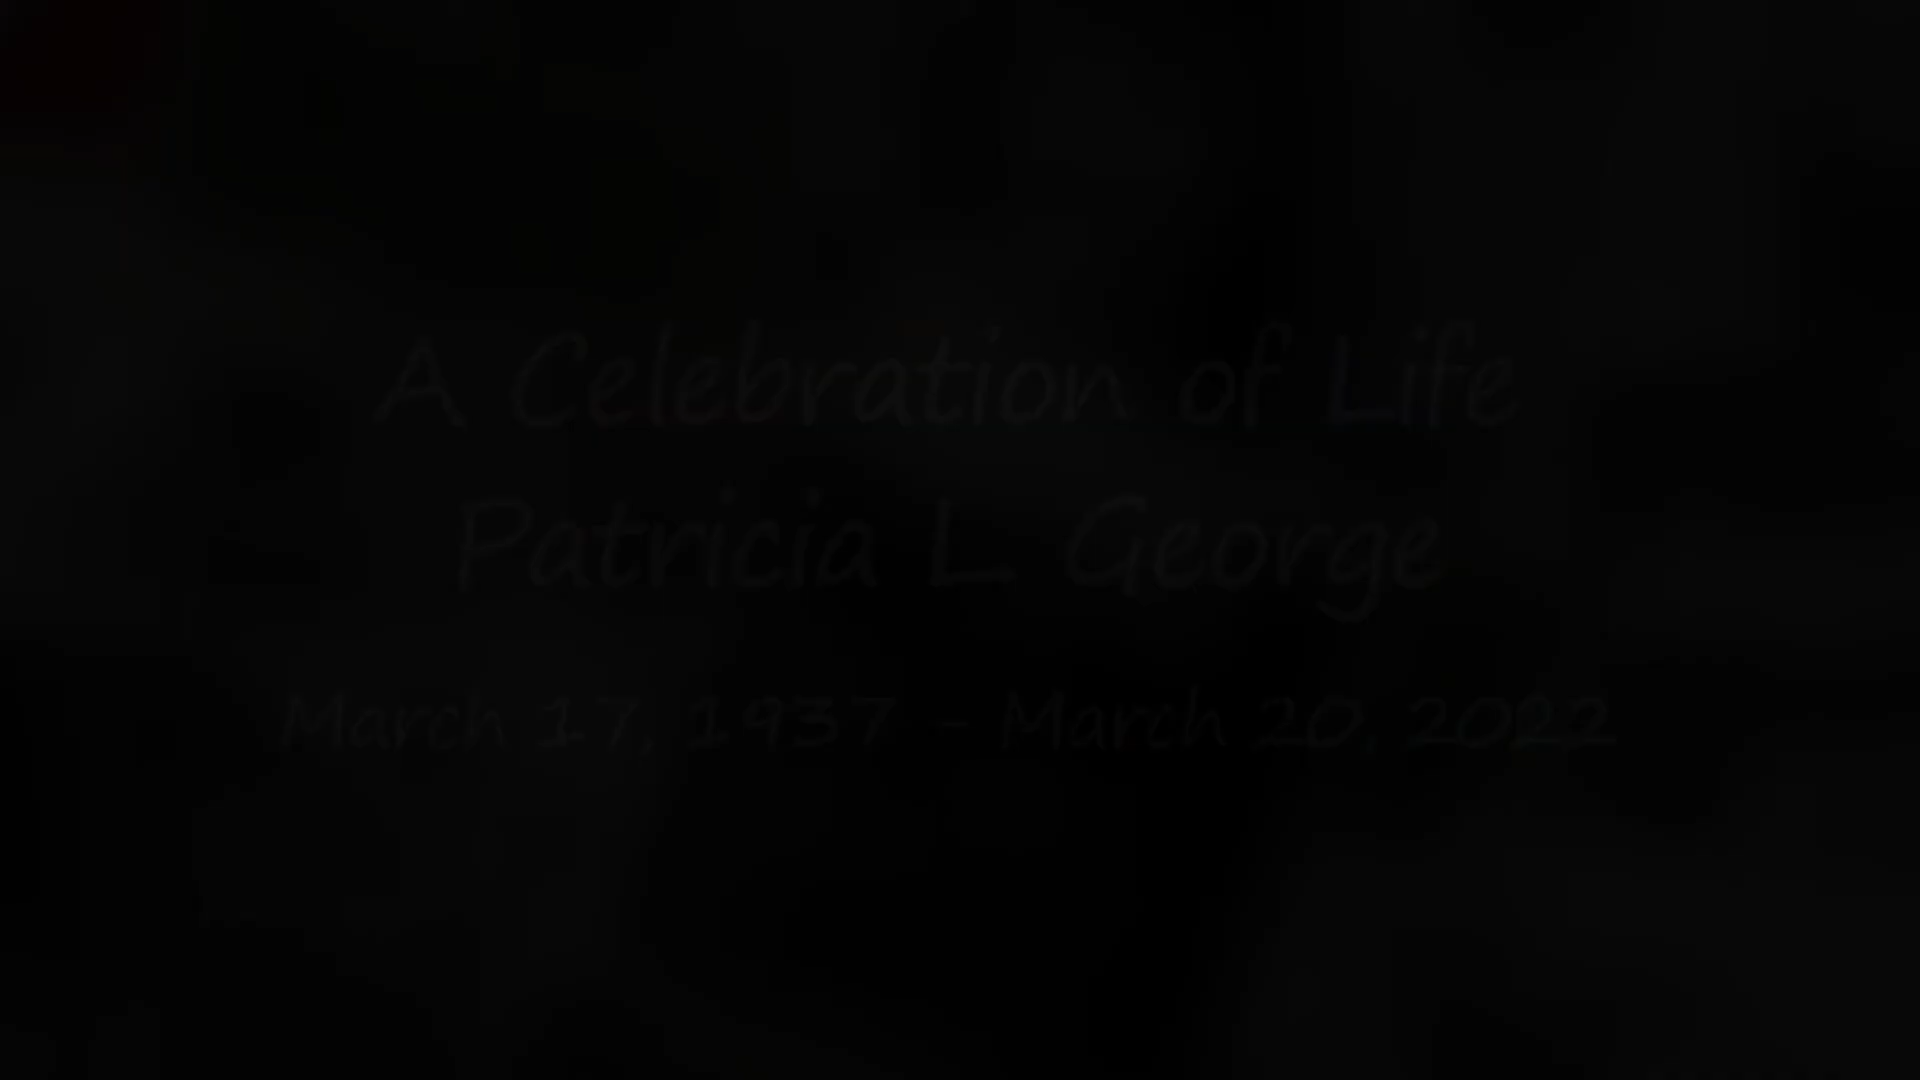 A Celebration of Life
Patricia L George
March 17, 1937 - March 20, 2022